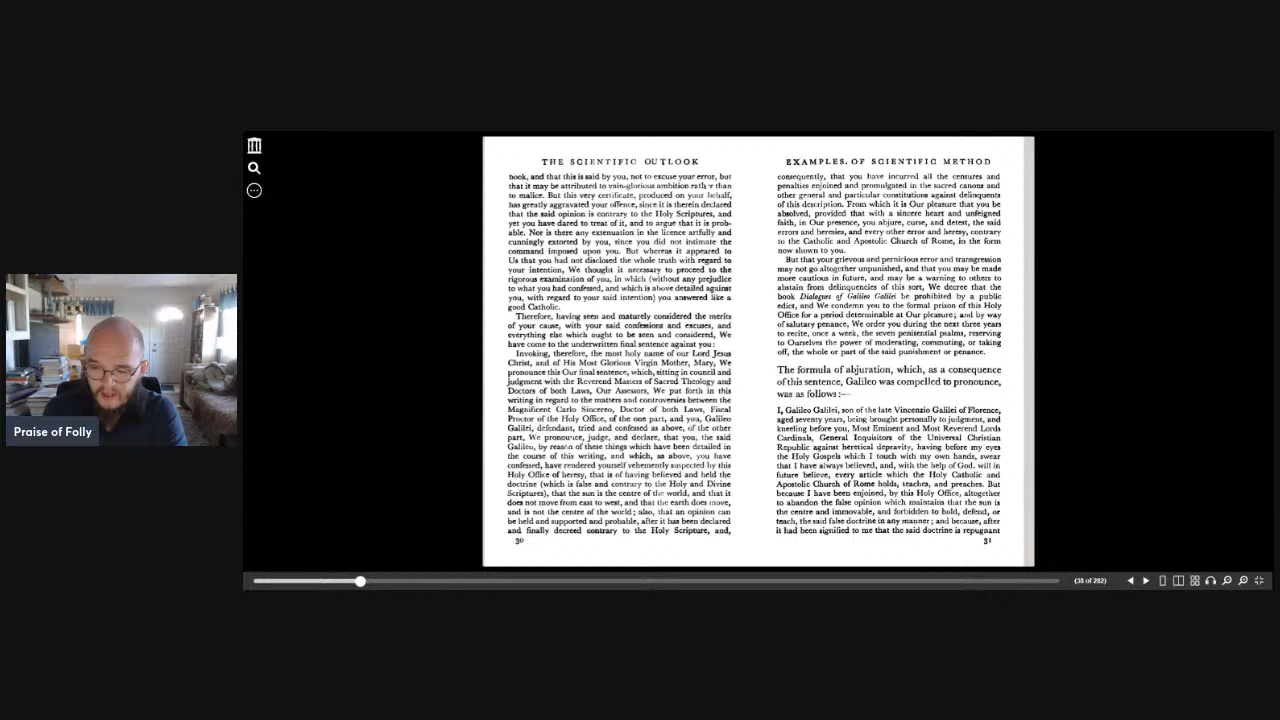 THE SCIENTIFIC OUTLOOK
book, and that this is said by you, not to excuse your error, but
that it may be attributed to vain-glorious ambition rather than
to malice. But this very certificate, produced on your behalf,
has greatly aggravated your offence, since it is therein declared
that the said opinion is contrary to the Holy Scriptures, and
yet you have dared to treat of it, and to argue that it is prob-
able. Nor is there any extenuation in the licence artfully and
cunningly extorted by you, since you did not intimate the
command imposed upon you. But whereas it appeared to
Us that you had not disclosed the whole truth with regard to
your intention, We thought it necessary to proceed to the
rigorous examination of you, in which (without any prejudice
to what you had confessed, and which is above detailed against
you, with regard to your said intention) you answered like a
good Catholic.
Therefore, having seen and maturely considered the merits
of your cause, with your said confessions and excuses, and
everything else which ought to be seen and considered, We
have come to the underwritten final sentence against you:
Invoking, therefore, the most holy name of our Lord Jesus
Christ, and of His Most Glorious Virgin Mother, Mary, We
pronounce this Our final sentence, which, sitting in council and
judgment with the Reverend Masters of Sacred Theology and
Doctors of both Laws, Our Assessors, We put forth in this
writing in regard to the matters and controversies between the
Magnificent Carlo Sincereo, Doctor of both Laws, Fiscal
Proctor of the Holy Office, of the one part, and you, Galileo
Galilei, defendant, tried and confessed as above, of the other
part, We pronounce, judge, and declare, that you, the said
Galileo, by reason of these things which have been detailed in
the course of this writing, and which, as above, you have
confessed, have rendered yourself vehemently suspected by this
Holy Office of heresy, that is of having believed and held the
doctrine (which is false and contrary to the Holy and Divine
Scriptures), that the sun is the centre of the world, and that it
does not move from east to west, and that the earth does move,
and is not the centre of the world; also, that an opinion can
be held and supported and probable, after it has been declared
and finally decreed contrary to the Holy Scripture, and,
30
EXAMPLES, OF SCIENTIFIC METHOD
consequently, that you have incurred all the censures and
penalties enjoined and promulgated in the sacred canons and
other general and particular constitutions against delinquents
of this description. From which it is Our pleasure that you be
absolved, provided that with a sincere heart and unfeigned
faith, in Our presence, you abjure, curse, and detest, the said
errors and heresies, and every other error and heresy, contrary
to the Catholic and Apostolic Church of Rome, in the form
now shown to you.
But that your grievous and pernicious error and transgression
may not go altogether unpunished, and that you may be made
more cautious in future, and may be a warning to others to
abstain from delinquencies of this sort, We decree that the
book Dialogues of Galileo Galilei be prohibited by a public
edict, and We condemn you to the formal prison of this Holy
Office for a period determinable at Our pleasure; and by way
of salutary penance, We order you during the next three years
to recite, once a week, the seven penitential psalms, reserving
to Ourselves the power of moderating, commuting, or taking
off, the whole or part of the said punishment or penance.
The formula of abjuration, which, as a consequence
of this sentence, Galileo was compelled to pronounce,
was as follows:—
I, Galileo Galilei, son of the late Vincenzio Galilei of Florence,
aged seventy years, being brought personally to judgment, and
kneeling before you, Most Eminent and Most Reverend Lords
Cardinals, General Inquisitors of the Universal Christian
Republic against heretical depravity, having before my eyes
the Holy Gospels which I touch with my own hands, swear
that I have always believed, and, with the help of God. will in
future believe, every article which the Holy Catholic and
Apostolic Church of Rome holds, teaches, and preaches. But
because I have been enjoined, by this Holy Office, altogether
to abandon the false opinion which maintains that the sun is
the centre and immovable, and forbidden to hold, defend, or
teach, the said false doctrine in any manner; and because, after
it had been signified to me that the said doctrine is repugnant
31
Praise of Folly
(38 of 282)